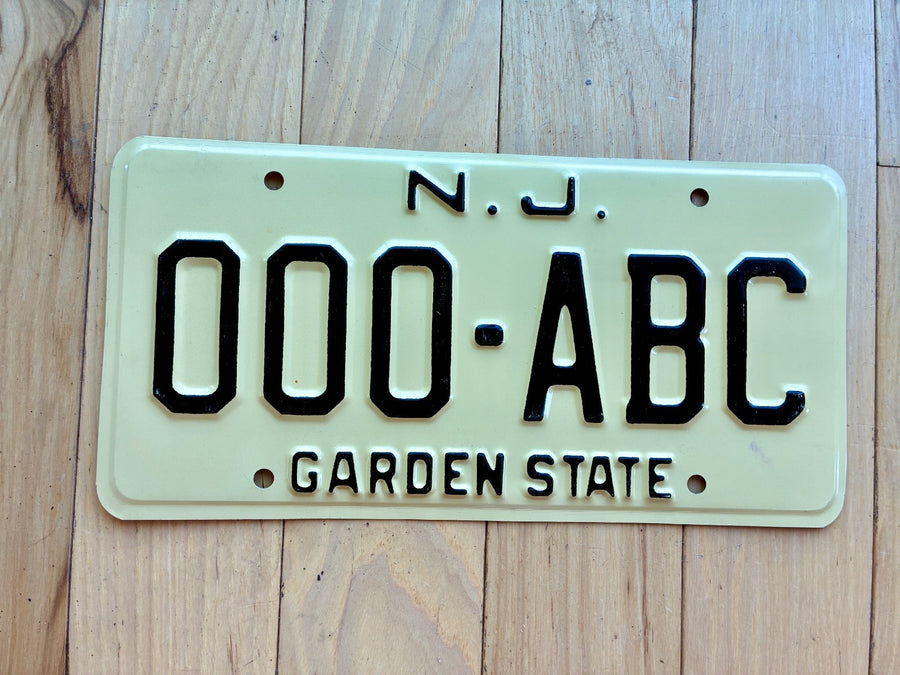 N.J.
000-ABC
GARDEN STATE